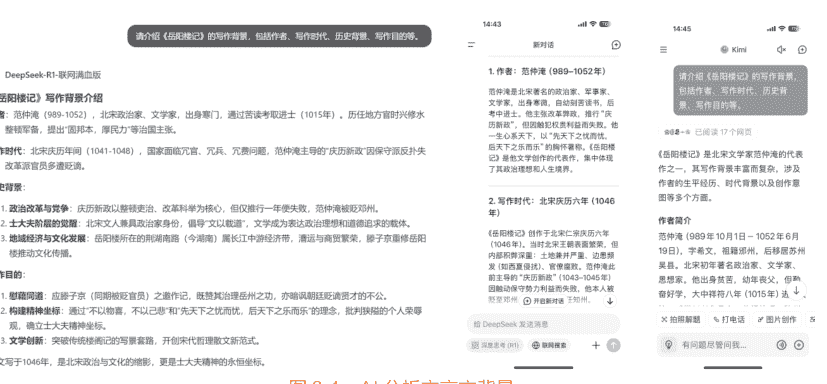 请介绍《岳阳楼记》的写作背景,包括作者、写作时代、历史背景、写作目的等。
DeepSeek-R1-联网满血版
岳阳楼记》写作背景介绍
者:范仲淹(989-1052),北宋政治家、文学家,出身寒门,通过苦读考取进士(1015年)。历任地方官时兴修水
整顿军备,提出“固邦本,厚民力”等治国主张。
作时代:北宋庆历年间(1041-1048),国家面临冗官、冗兵、冗费问题,范仲淹主导的“庆历新政”因保守派反扑失
改革派官员多遭贬谪。
史背景:
1. 政治改革与党争:庆历新政以整顿吏治、改革科举为核心,但仅推行一年便失败,范仲淹被贬邓州。
2. 士大夫阶层的觉醒:北宋文人兼具政治家身份,倡导“文以载道”,文学成为表达政治理想和道德追求的载体。
3. 地域经济与文化发展:岳阳楼所在的荆湖南路(今湖南)属长江中游经济带,漕运与商贸繁荣,滕子京重修岳阳
楼推动文化传播。
作目的:
1. 慰藉同道:应滕子京(同期被贬官员)之邀作记,既赞其治理岳州之功,亦暗讽朝廷贬谪贤才的不公。
2. 构建精神坐标:通过“不以物喜,不以己悲”和“先天下之忧而忧,后天下之乐而乐”的理念,批判狭隘的个人荣辱
观,确立士大夫精神坐标。
3. 文学创新:突破传统楼阁记的写景套路,开创宋代哲理散文新范式。
文写于1046年,是北宋政治与文化的缩影,更是士大夫精神的永恒坐标。
14:43
新对话
1. 作者:范仲淹(989–1052年)
范仲淹是北宋著名的政治家、军事家、
文学家,出身寒微,自幼刻苦读书,后
考中进士。他主张改革弊政,推行“庆
历新政”,但因触犯权贵利益而失败。他
一生心系天下,以“先天下之忧而忧,
后天下之乐而乐”的胸怀著称。《岳阳楼
记》是他文学创作的代表作,集中体现
了其政治理想和人生境界。
2. 写作时代:北宋庆历六年(1046
年)
《岳阳楼记》创作于北宋仁宗庆历六年
(1046年)。当时北宋王朝表面繁荣,但
内部积弊深重:土地兼并严重、边患频
发(如西夏侵扰)、官僚腐败。范仲淹此
前主导的“庆历新政”(1043–1045年)
因触动保守势力利益而失败,他本人被
开启新对话
给 DeepSeek 发送消息
深度思考 (R1)
联网搜索
14:45
Kimi
请介绍《岳阳楼记》的写作背景,
包括作者、写作时代、历史背
景、写作目的等。
已阅读 17 个网页
《岳阳楼记》是北宋文学家范仲淹的代表
作之一,其写作背景丰富而复杂,涉及
作者的生平经历、时代背景以及创作意
图等多个方面。
作者简介
范仲淹(989年10月1日—1052年6月
19日),字希文,祖籍邠州,后移居苏州
吴县。北宋初年著名政治家、文学家、
思想家。他出身贫苦,幼年丧父,但勤
奋好学,大中祥符八年(1015年)
拍照解题
打电话
图片创作
有问题尽管问我...